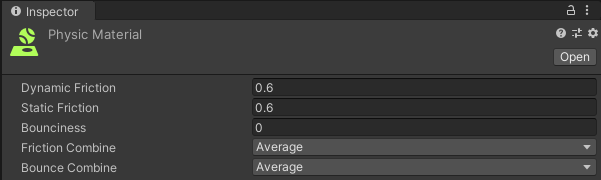 Inspector
Physic Material
Open
Dynamic Friction 0.6
Static Friction 0.6
Bounciness 0
Friction Combine Average
Bounce Combine Average